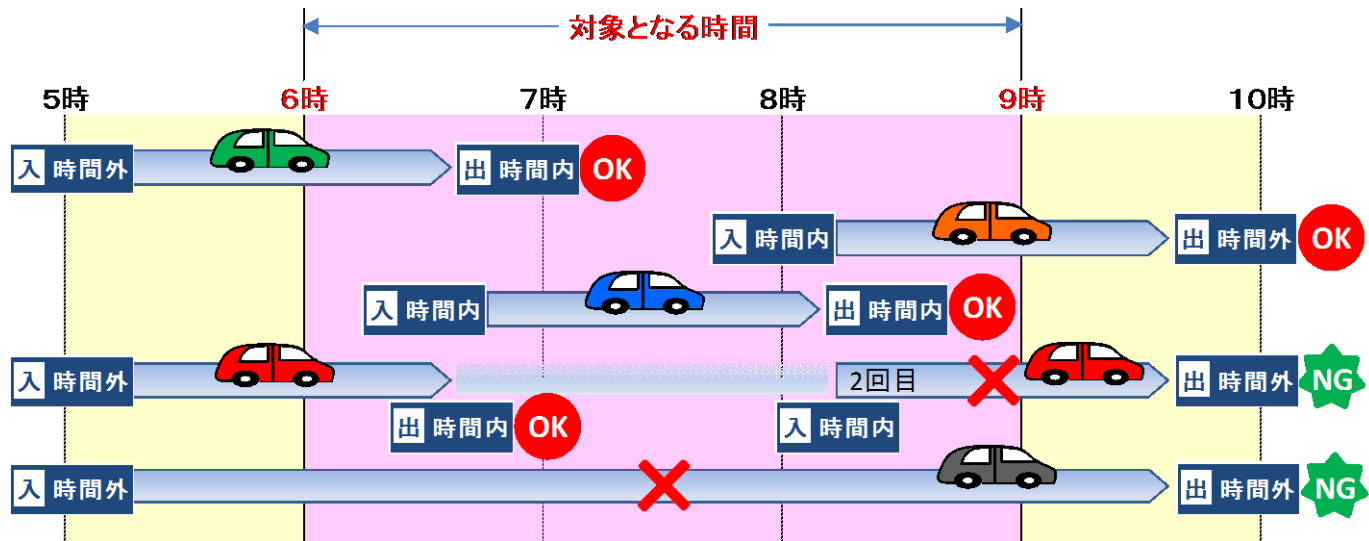 対象となる時間
5時 6時 7時 8時 9時 10時
入 時間外 出 時間内 OK
入 時間内 出 時間外 OK
入 時間内 出 時間内 OK
入 時間外 2回目 出 時間外 NG
出 時間内 OK 入 時間内
入 時間外 出 時間外 NG